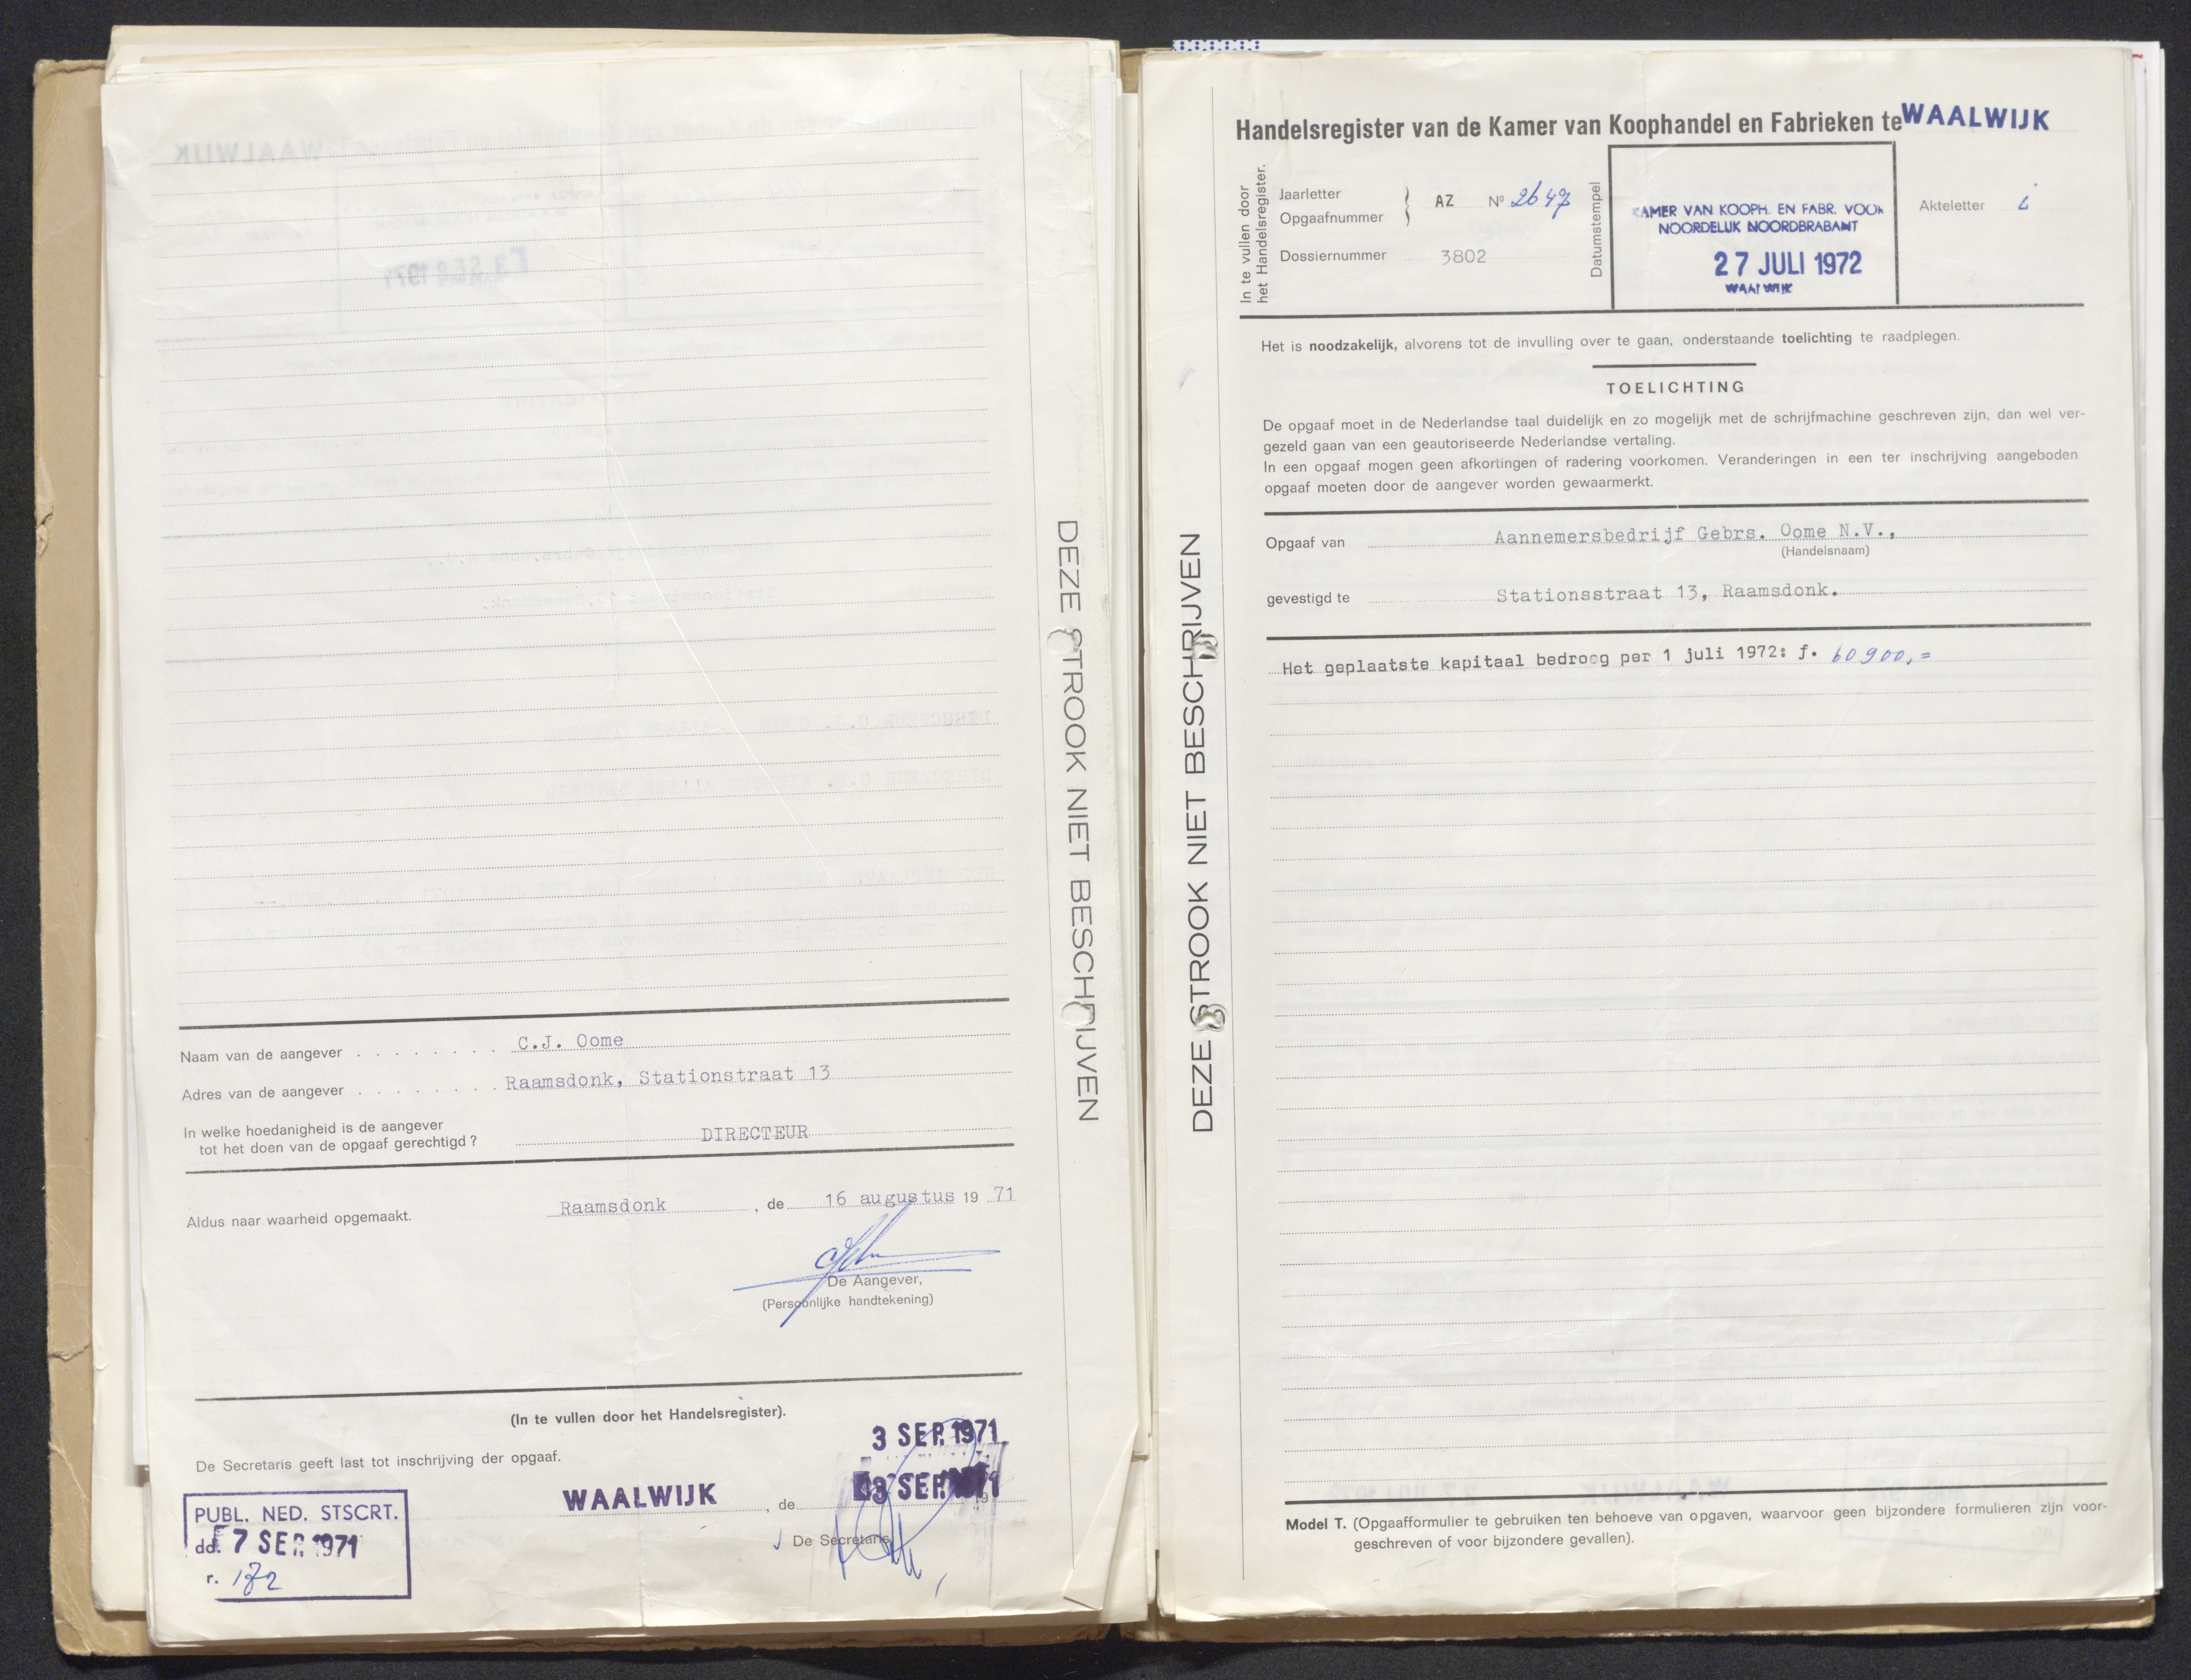 Naam van de aangever . . . . . . . . C.J. Oome
Adres van de aangever . . . . . . . Raamsdonk, Stationstraat 13
In welke hoedanigheid is de aangever
tot het doen van de opgaaf gerechtigd ? DIRECTEUR
Aldus naar waarheid opgemaakt. Raamsdonk , de 16 augustus 19 71
De Aangever,
(Persoonlijke handtekening)
(In te vullen door het Handelsregister).
3 SEP. 1971
De Secretaris geeft last tot inschrijving der opgaaf.
WAALWIJK , de 3 SEP. 1971
De Secretaris,
PUBL. NED. STSCRT.
dd. 7 SEP. 1971
r. 172
DEZE STROOK NIET BESCHRIJVEN
DEZE STROOK NIET BESCHRIJVEN
Handelsregister van de Kamer van Koophandel en Fabrieken te WAALWIJK
In te vullen door
het Handelsregister.
Jaarletter
Opgaafnummer
AZ No 2647
Dossiernummer 3802
Datumstempel
KAMER VAN KOOPH. EN FABR. VOOR
NOORDELIJK NOORDBRABANT
27 JULI 1972
WAALWIJK
Akteletter i
Het is noodzakelijk, alvorens tot de invulling over te gaan, onderstaande toelichting te raadplegen.
TOELICHTING
De opgaaf moet in de Nederlandse taal duidelijk en zo mogelijk met de schrijfmachine geschreven zijn, dan wel ver-
gezeld gaan van een geautoriseerde Nederlandse vertaling.
In een opgaaf mogen geen afkortingen of radering voorkomen. Veranderingen in een ter inschrijving aangeboden
opgaaf moeten door de aangever worden gewaarmerkt.
Opgaaf van Aannemersbedrijf Gebrs. Oome N.V.,
(Handelsnaam)
gevestigd te Stationsstraat 13, Raamsdonk.
Het geplaatste kapitaal bedroeg per 1 juli 1972: f. 60900,=
Model T. (Opgaafformulier te gebruiken ten behoeve van opgaven, waarvoor geen bijzondere formulieren zijn voor-
geschreven of voor bijzondere gevallen).